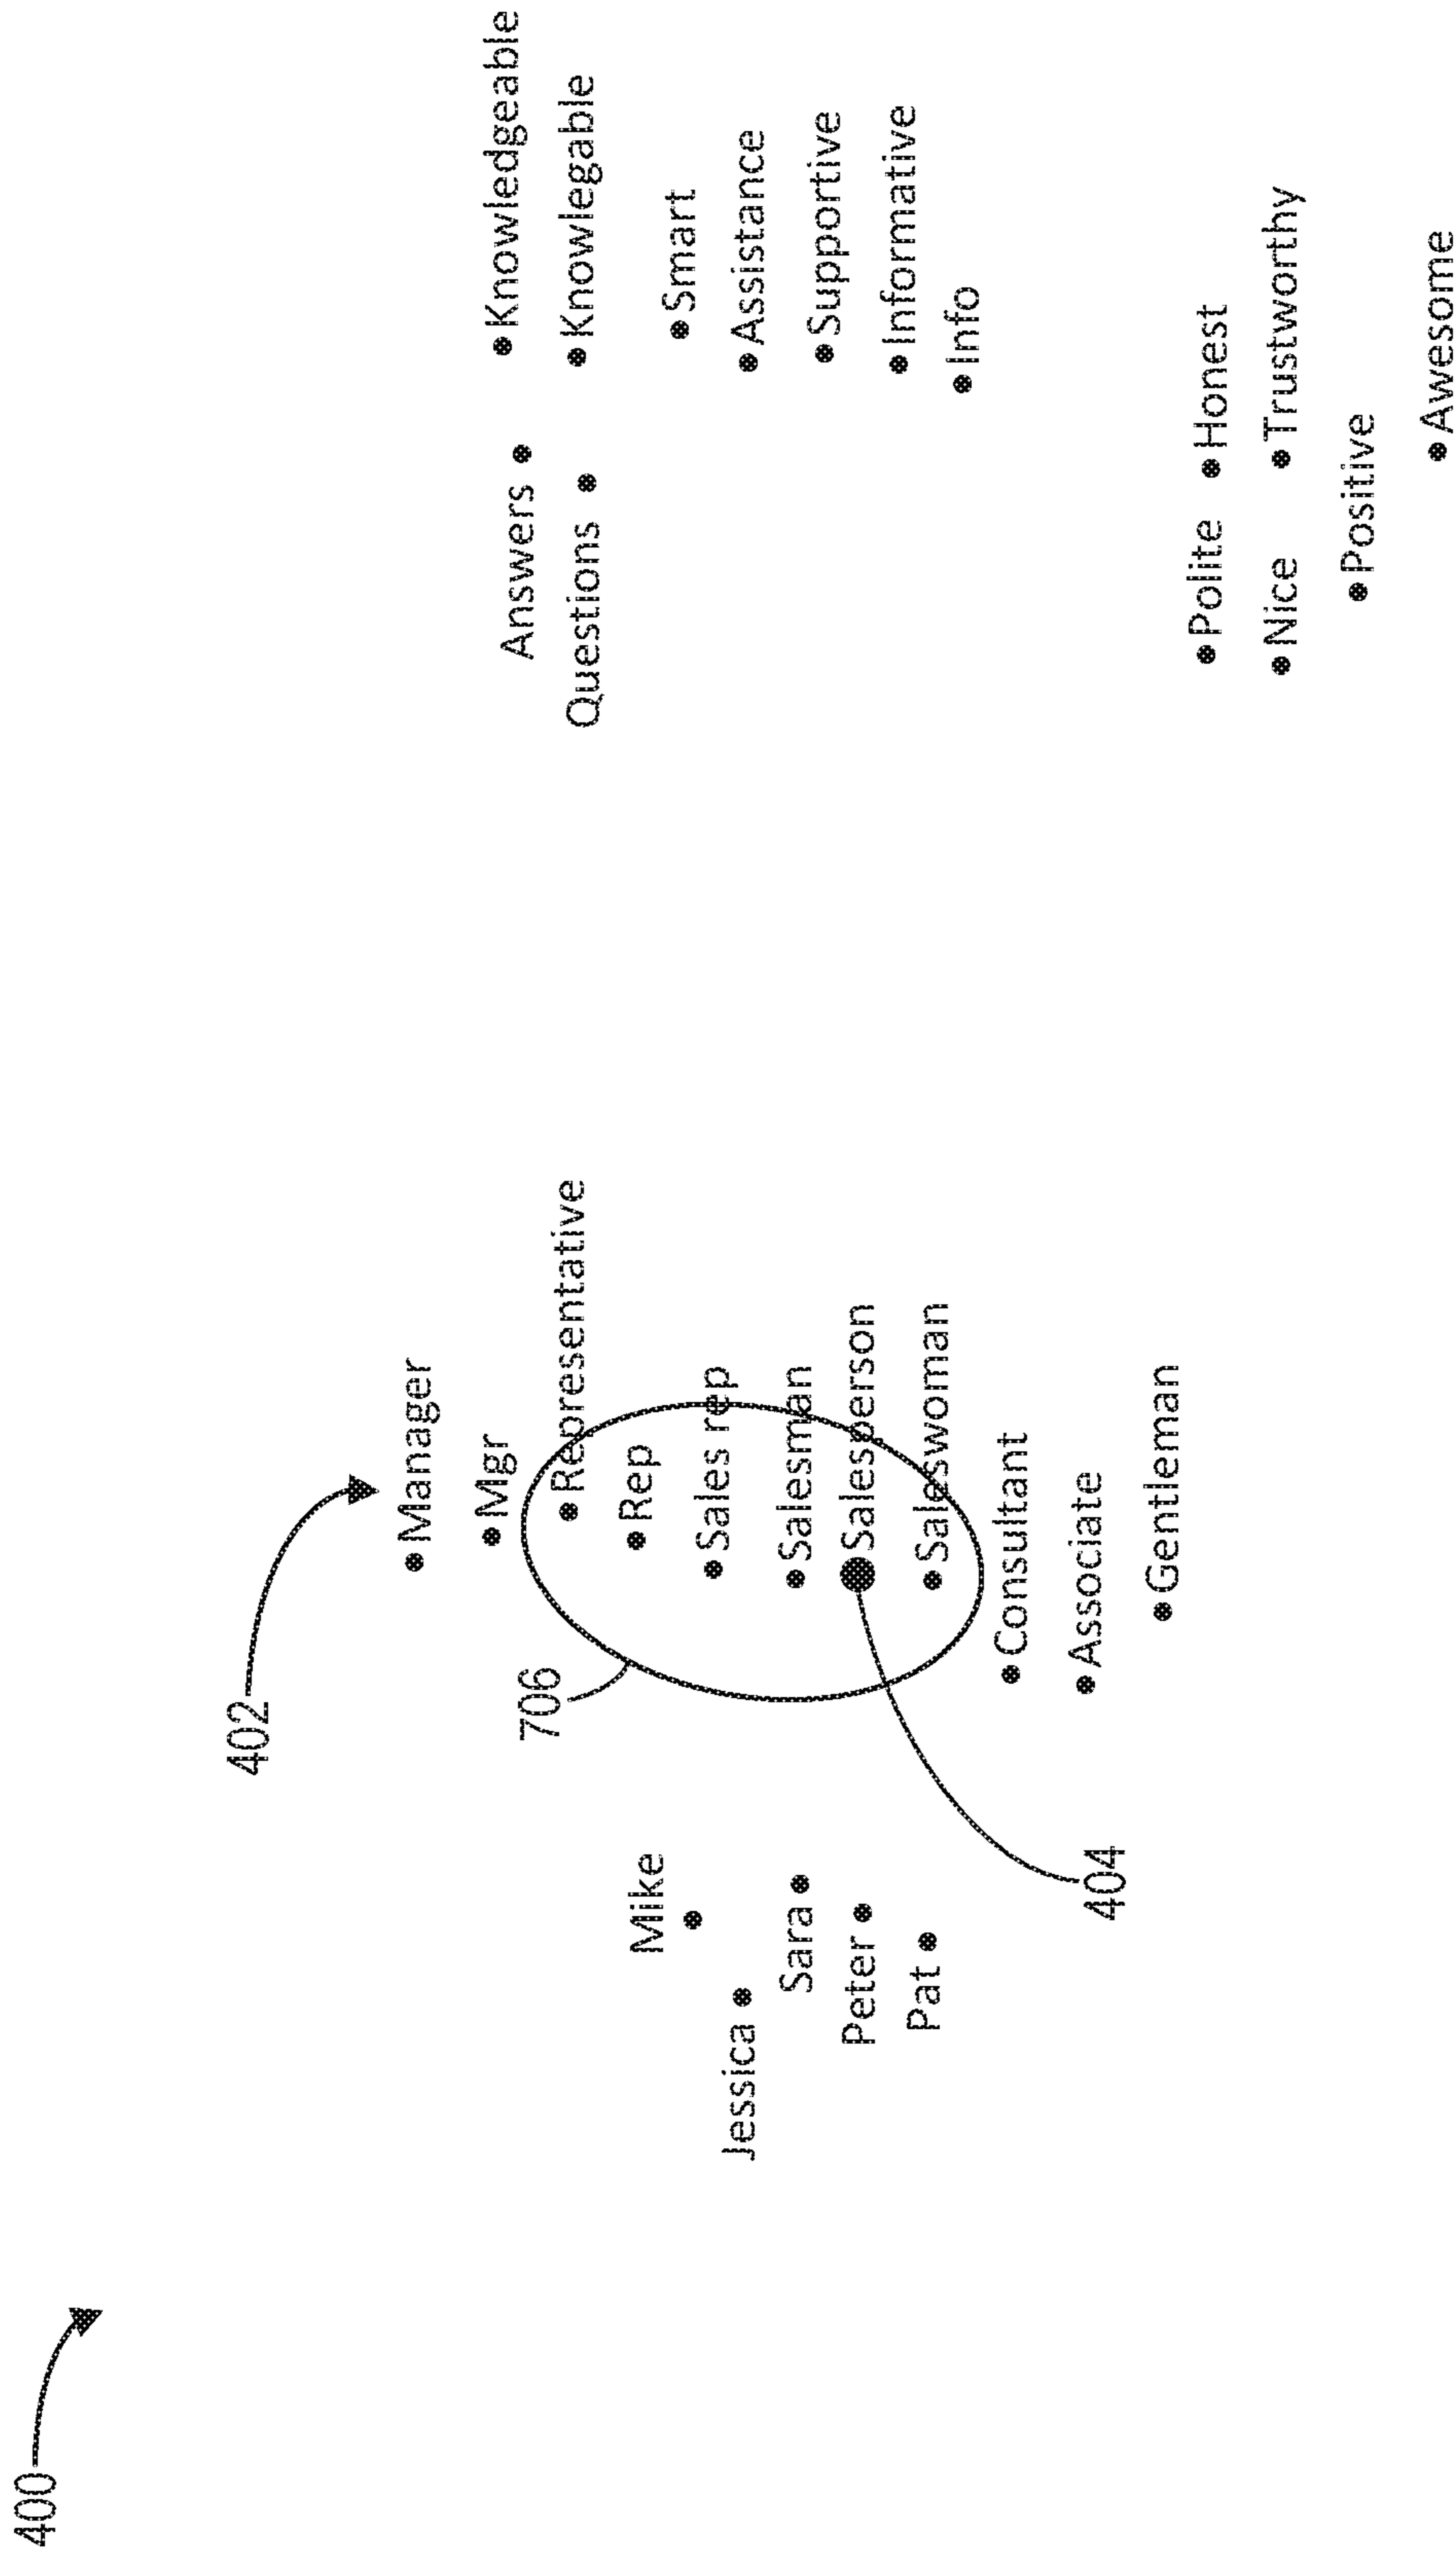 400
402
Manager
Mgr
Representative
Rep
Sales rep
Salesman
Salesperson
Saleswoman
Consultant
Associate
Gentleman
706
404
Mike
Jessica
Sara
Peter
Pat
Answers
Questions
Knowledgeable
Knowlegable
Smart
Assistance
Supportive
Informative
Info
Polite
Honest
Nice
Trustworthy
Positive
Awesome